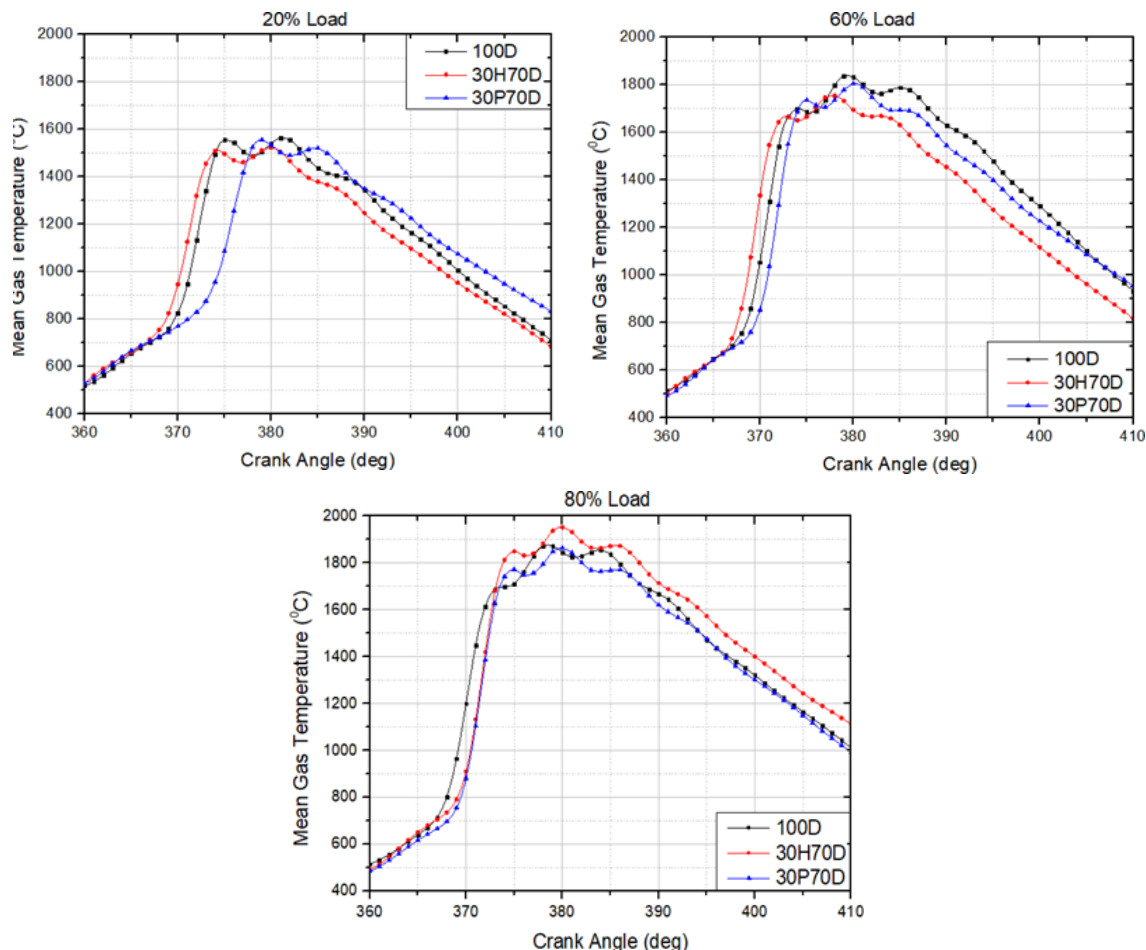 20% Load
2000
1800
1600
1400
1200
1000
800
600
400
Mean Gas Temperature (⁰C)
100D
30H70D
30P70D
360 370 380 390 400 410
Crank Angle (deg)
60% Load
2000
1800
1600
1400
1200
1000
800
600
400
Mean Gas Temperature (⁰C)
100D
30H70D
30P70D
360 370 380 390 400 410
Crank Angle (deg)
80% Load
2000
1800
1600
1400
1200
1000
800
600
400
Mean Gas Temperature (⁰C)
100D
30H70D
30P70D
360 370 380 390 400 410
Crank Angle (deg)